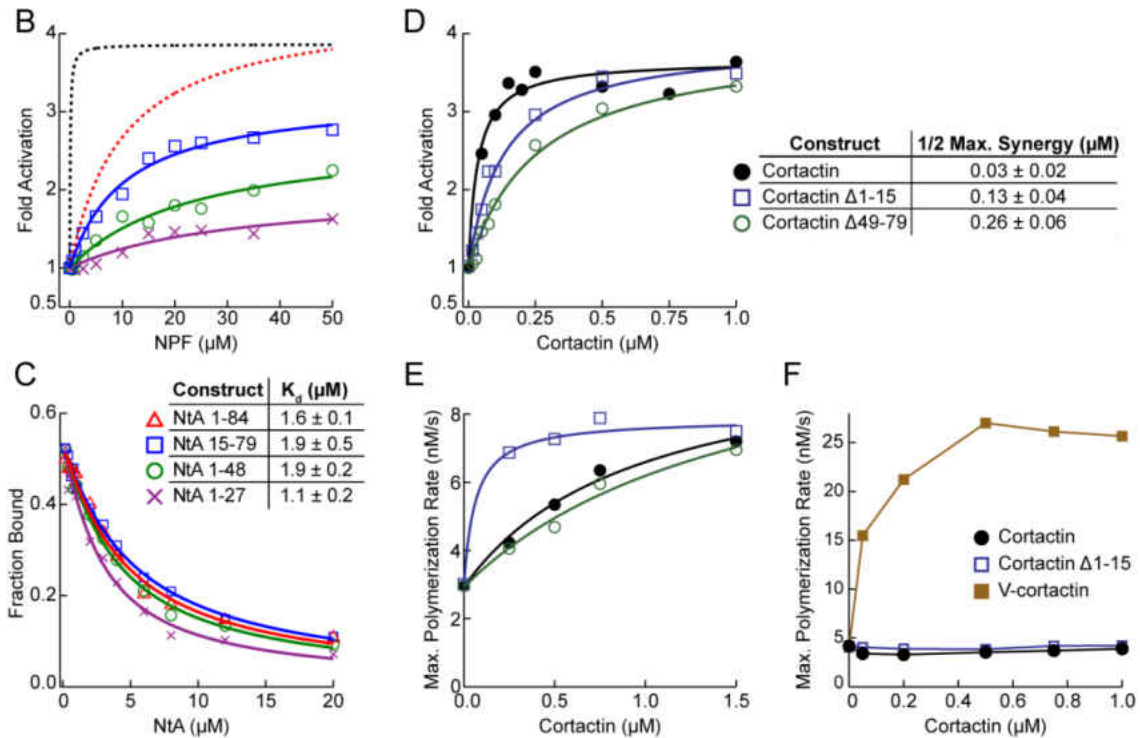 B
4
3
2
1
0.5
Fold Activation
0
10
20
30
40
50
NPF (µM)
D
4
3
2
1
0.5
Fold Activation
0.0
0.25
0.5
0.75
1.0
Cortactin (µM)
Construct 1/2 Max. Synergy (µM)
Cortactin 0.03 ± 0.02
Cortactin Δ1-15 0.13 ± 0.04
Cortactin Δ49-79 0.26 ± 0.06
C
0.6
0.4
0.2
0.0
Fraction Bound
Construct Kd (µM)
NtA 1-84 1.6 ± 0.1
NtA 15-79 1.9 ± 0.5
NtA 1-48 1.9 ± 0.2
NtA 1-27 1.1 ± 0.2
0
5
10
15
20
NtA (µM)
E
8
6
4
2
0
Max. Polymerization Rate (nM/s)
0.0
0.5
1.0
1.5
Cortactin (µM)
F
25
20
15
10
5
0
Max. Polymerization Rate (nM/s)
Cortactin
Cortactin Δ1-15
V-cortactin
0.0
0.2
0.4
0.6
0.8
1.0
Cortactin (µM)